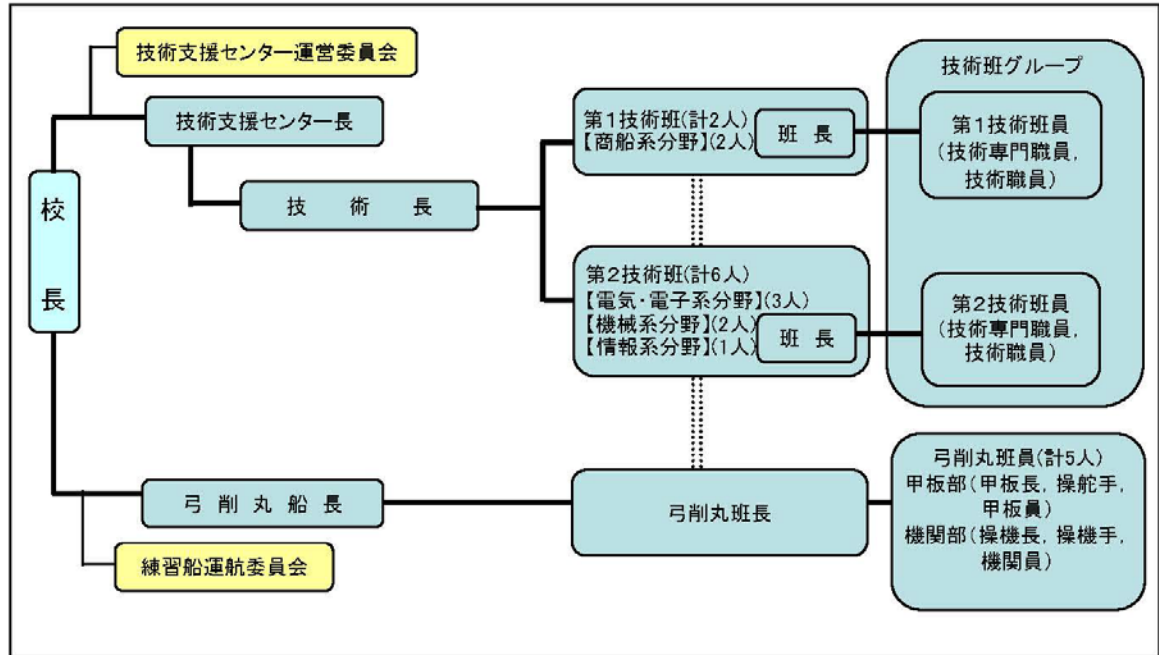 技術支援センター運営委員会
技術支援センター長
技術長
校長
第1技術班(計2人)
【商船系分野】(2人)
班長
第2技術班(計6人)
【電気・電子系分野】(3人)
【機械系分野】(2人)
【情報系分野】(1人)
班長
技術班グループ
第1技術班員
(技術専門職員,
技術職員)
第2技術班員
(技術専門職員,
技術職員)
弓削丸船長
練習船運航委員会
弓削丸班長
弓削丸班員(計5人)
甲板部(甲板長, 操舵手,
甲板員)
機関部(操機長, 操機手,
機関員)